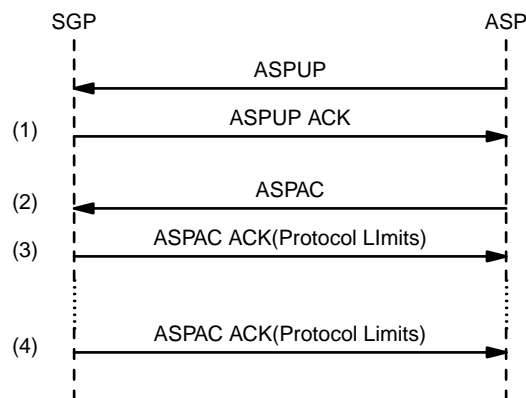 SGP ASP
ASPUP
(1) ASPUP ACK
(2) ASPAC
(3) ASPAC ACK(Protocol LImits)
(4) ASPAC ACK(Protocol Limits)